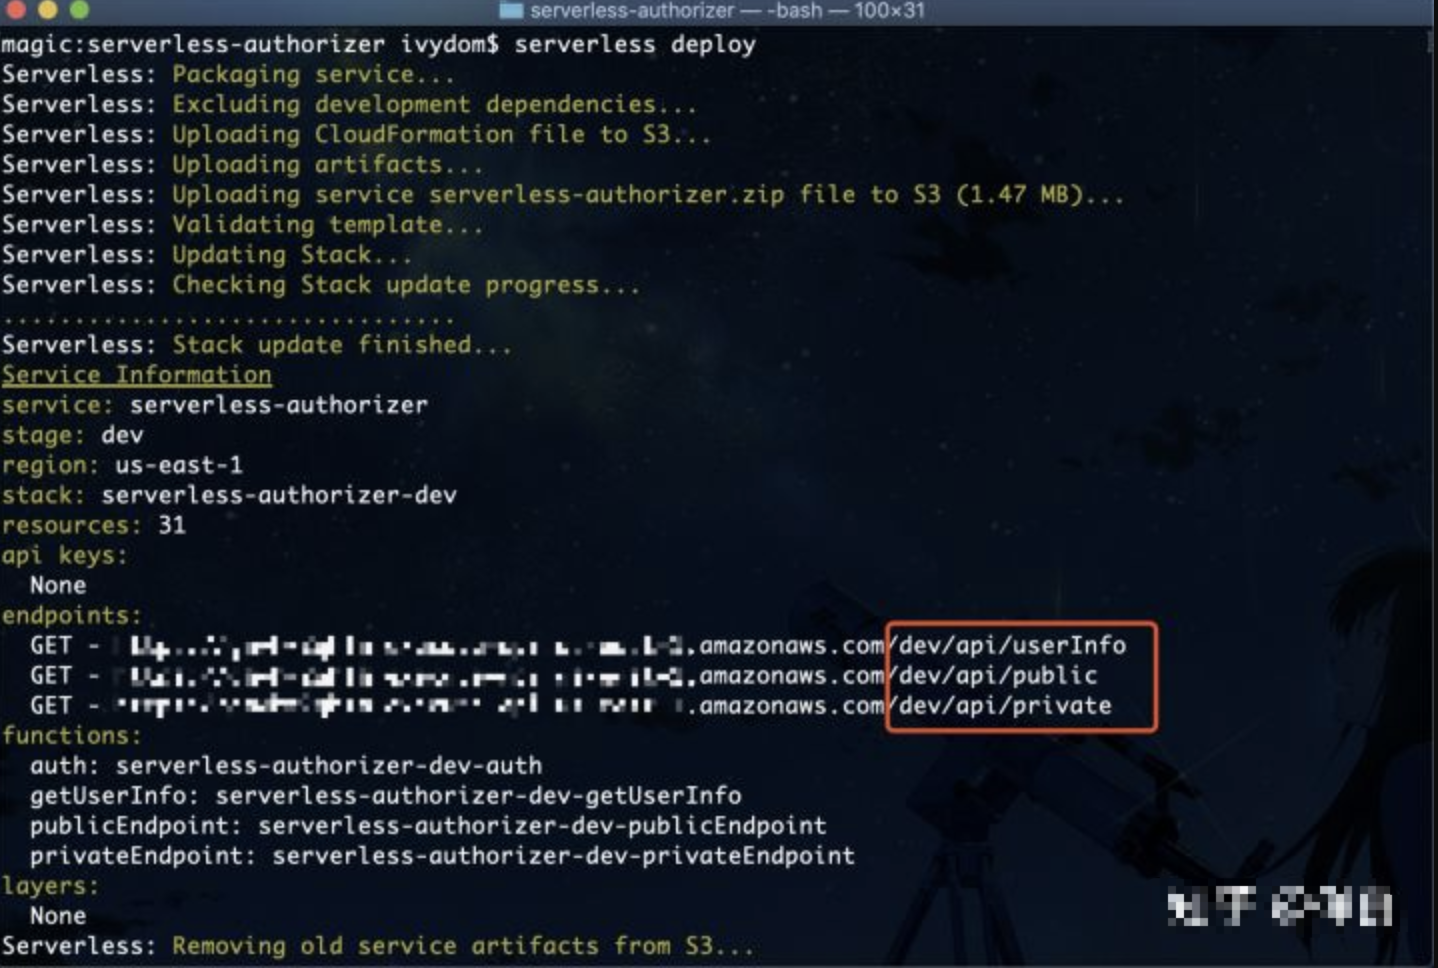 serverless-authorizer — -bash — 100×31
magic:serverless-authorizer ivydom$ serverless deploy
Serverless: Packaging service...
Serverless: Excluding development dependencies...
Serverless: Uploading CloudFormation file to S3...
Serverless: Uploading artifacts...
Serverless: Uploading service serverless-authorizer.zip file to S3 (1.47 MB)...
Serverless: Validating template...
Serverless: Updating Stack...
Serverless: Checking Stack update progress...
................................
Serverless: Stack update finished...
Service Information
service: serverless-authorizer
stage: dev
region: us-east-1
stack: serverless-authorizer-dev
resources: 31
api keys:
  None
endpoints:
  GET - .amazonaws.com/dev/api/userInfo
  GET - .amazonaws.com/dev/api/public
  GET - .amazonaws.com/dev/api/private
functions:
  auth: serverless-authorizer-dev-auth
  getUserInfo: serverless-authorizer-dev-getUserInfo
  publicEndpoint: serverless-authorizer-dev-publicEndpoint
  privateEndpoint: serverless-authorizer-dev-privateEndpoint
layers:
  None
Serverless: Removing old service artifacts from S3...